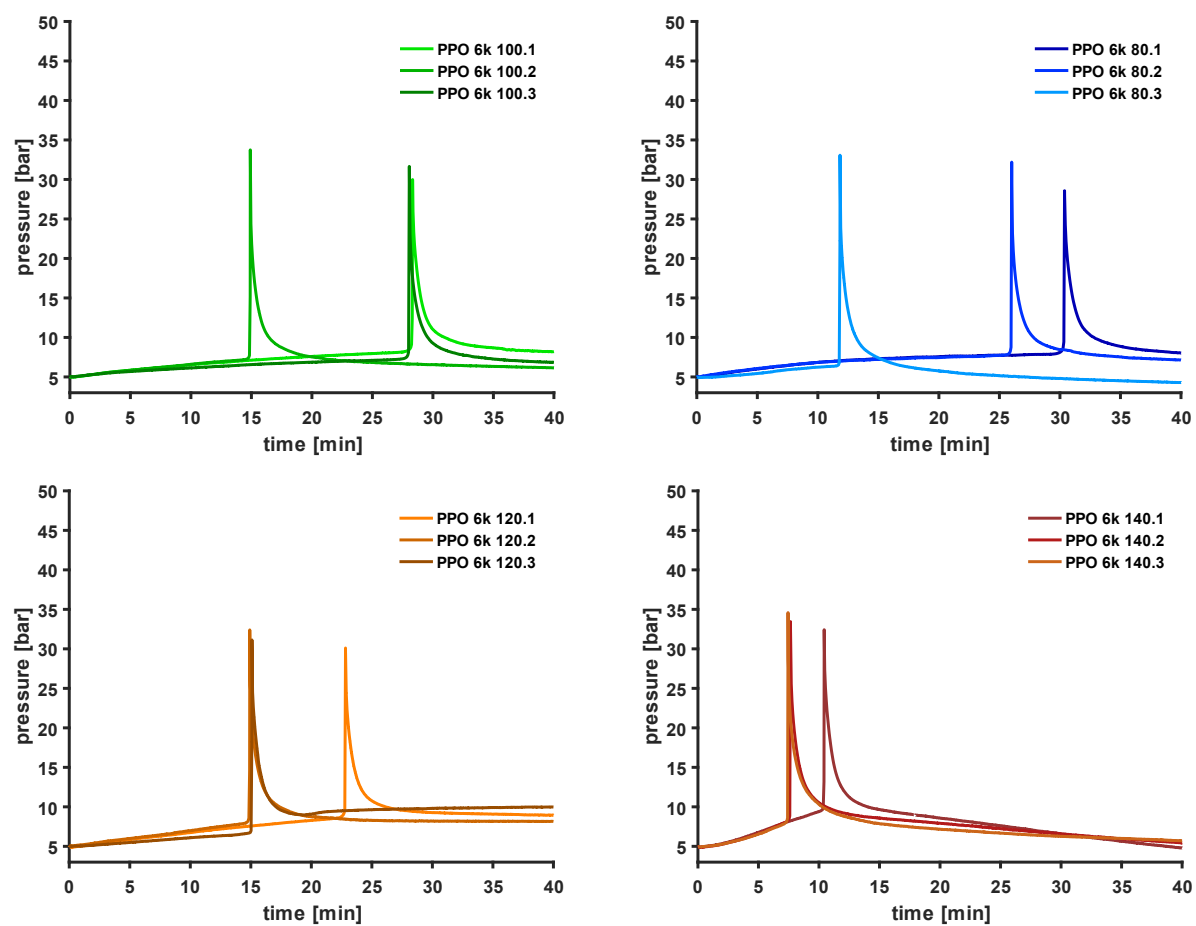 pressure [bar]
50
45
40
35
30
25
20
15
10
5
PPO 6k 100.1
PPO 6k 100.2
PPO 6k 100.3
0 5 10 15 20 25 30 35 40
time [min]
pressure [bar]
50
45
40
35
30
25
20
15
10
5
PPO 6k 80.1
PPO 6k 80.2
PPO 6k 80.3
0 5 10 15 20 25 30 35 40
time [min]
pressure [bar]
50
45
40
35
30
25
20
15
10
5
PPO 6k 120.1
PPO 6k 120.2
PPO 6k 120.3
0 5 10 15 20 25 30 35 40
time [min]
pressure [bar]
50
45
40
35
30
25
20
15
10
5
PPO 6k 140.1
PPO 6k 140.2
PPO 6k 140.3
0 5 10 15 20 25 30 35 40
time [min]